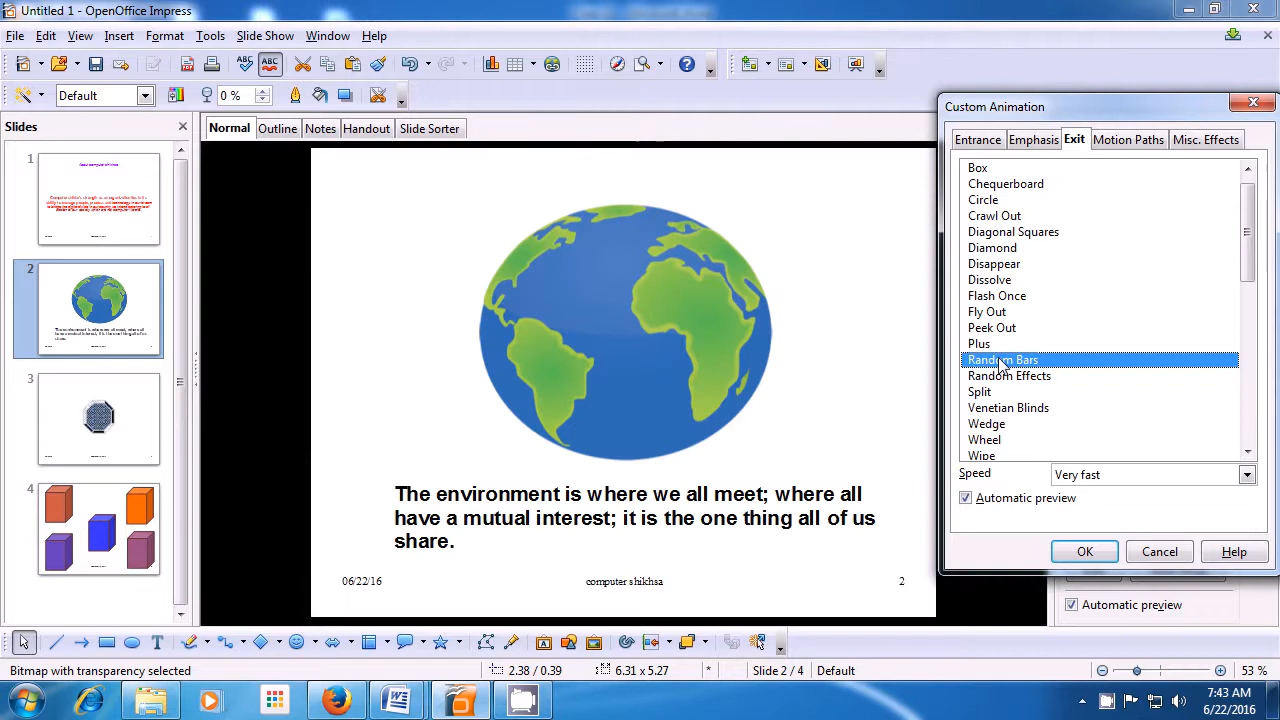 Untitled 1 - OpenOffice Impress
File Edit View Insert Format Tools Slide Show Window Help
Default
0 %
Slides
Normal Outline Notes Handout Slide Sorter
1
2
3
4
The environment is where we all meet; where all
have a mutual interest; it is the one thing all of us
share.
06/22/16 computer shikhsa 2
Custom Animation
Entrance Emphasis Exit Motion Paths Misc. Effects
Box
Chequerboard
Circle
Crawl Out
Diagonal Squares
Diamond
Disappear
Dissolve
Flash Once
Fly Out
Peek Out
Plus
Random Bars
Random Effects
Split
Venetian Blinds
Wedge
Wheel
Wipe
Speed Very fast
Automatic preview
OK Cancel Help
Automatic preview
Bitmap with transparency selected 2.38 / 0.39 6.31 x 5.27 * Slide 2 / 4 Default 53 %
7:43 AM
6/22/2016